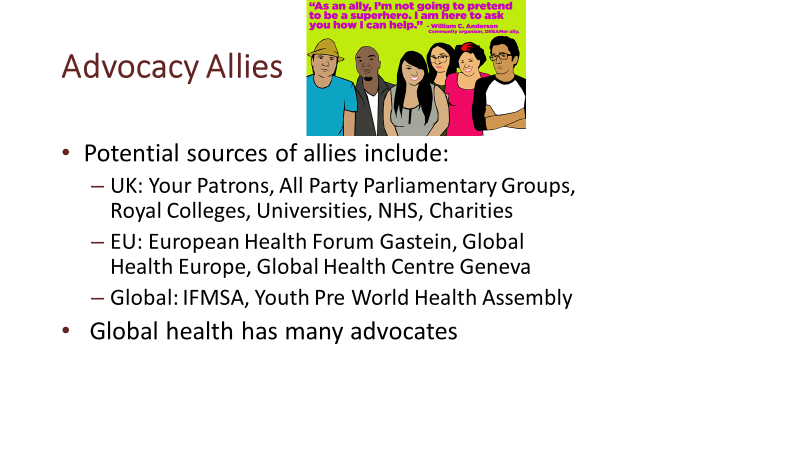 “As an ally, I’m not going to pretend
to be a superhero. I am here to ask
you how I can help.” - William C. Anderson
Community organizer, DREAMer ally.
Advocacy Allies
• Potential sources of allies include:
– UK: Your Patrons, All Party Parliamentary Groups,
Royal Colleges, Universities, NHS, Charities
– EU: European Health Forum Gastein, Global
Health Europe, Global Health Centre Geneva
– Global: IFMSA, Youth Pre World Health Assembly
• Global health has many advocates